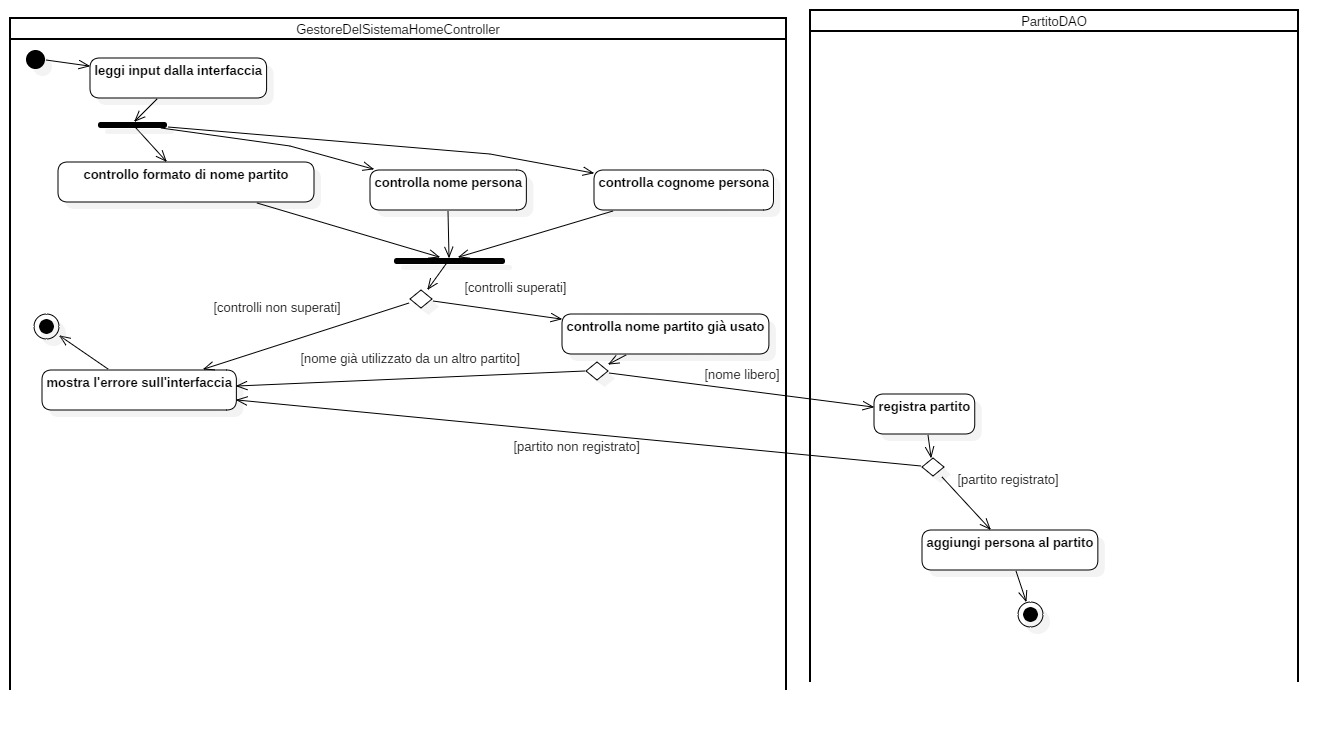 GestoreDelSistemaHomeController
PartitoDAO
leggi input dalla interfaccia
controllo formato di nome partito
controlla nome persona
controlla cognome persona
[controlli superati]
[controlli non superati]
controlla nome partito già usato
[nome già utilizzato da un altro partito]
[nome libero]
mostra l'errore sull'interfaccia
registra partito
[partito non registrato]
[partito registrato]
aggiungi persona al partito